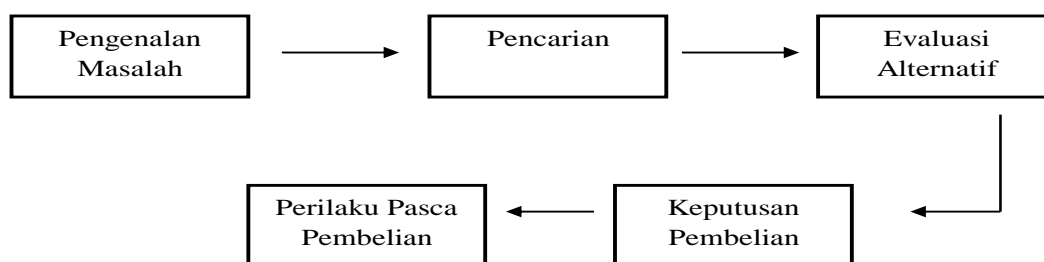 Pengenalan
Masalah
Pencarian
Evaluasi
Alternatif
Keputusan
Pembelian
Perilaku Pasca
Pembelian